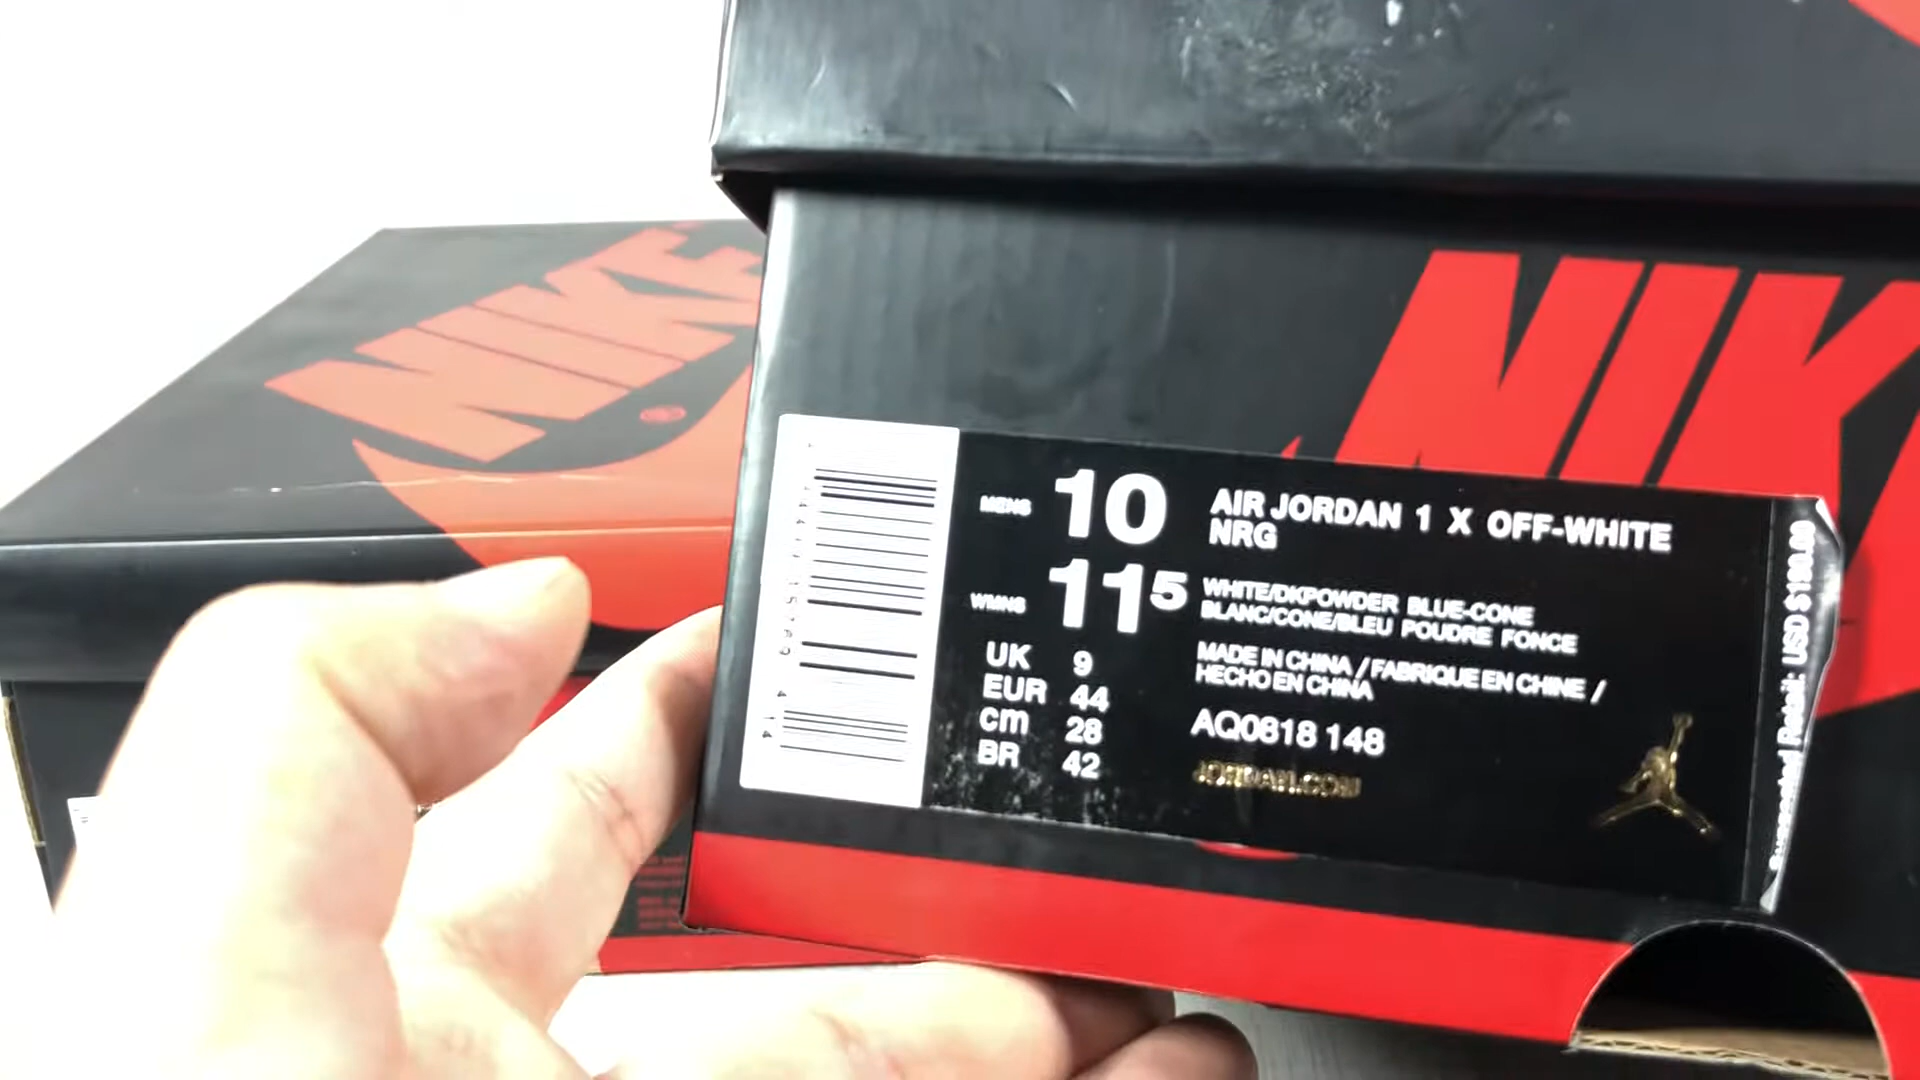 NIKE
®
NIK
MENS 10
WMNS 11 5
UK 9
EUR 44
cm 28
BR 42
AIR JORDAN 1 X OFF-WHITE
NRG
WHITE/DKPOWDER BLUE-CONE
BLANC/CONE/BLEU POUDRE FONCE
MADE IN CHINA / FABRIQUE EN CHINE /
HECHO EN CHINA
AQ0818 148
JORDAN.COM
Suggested Retail: USD $190.00